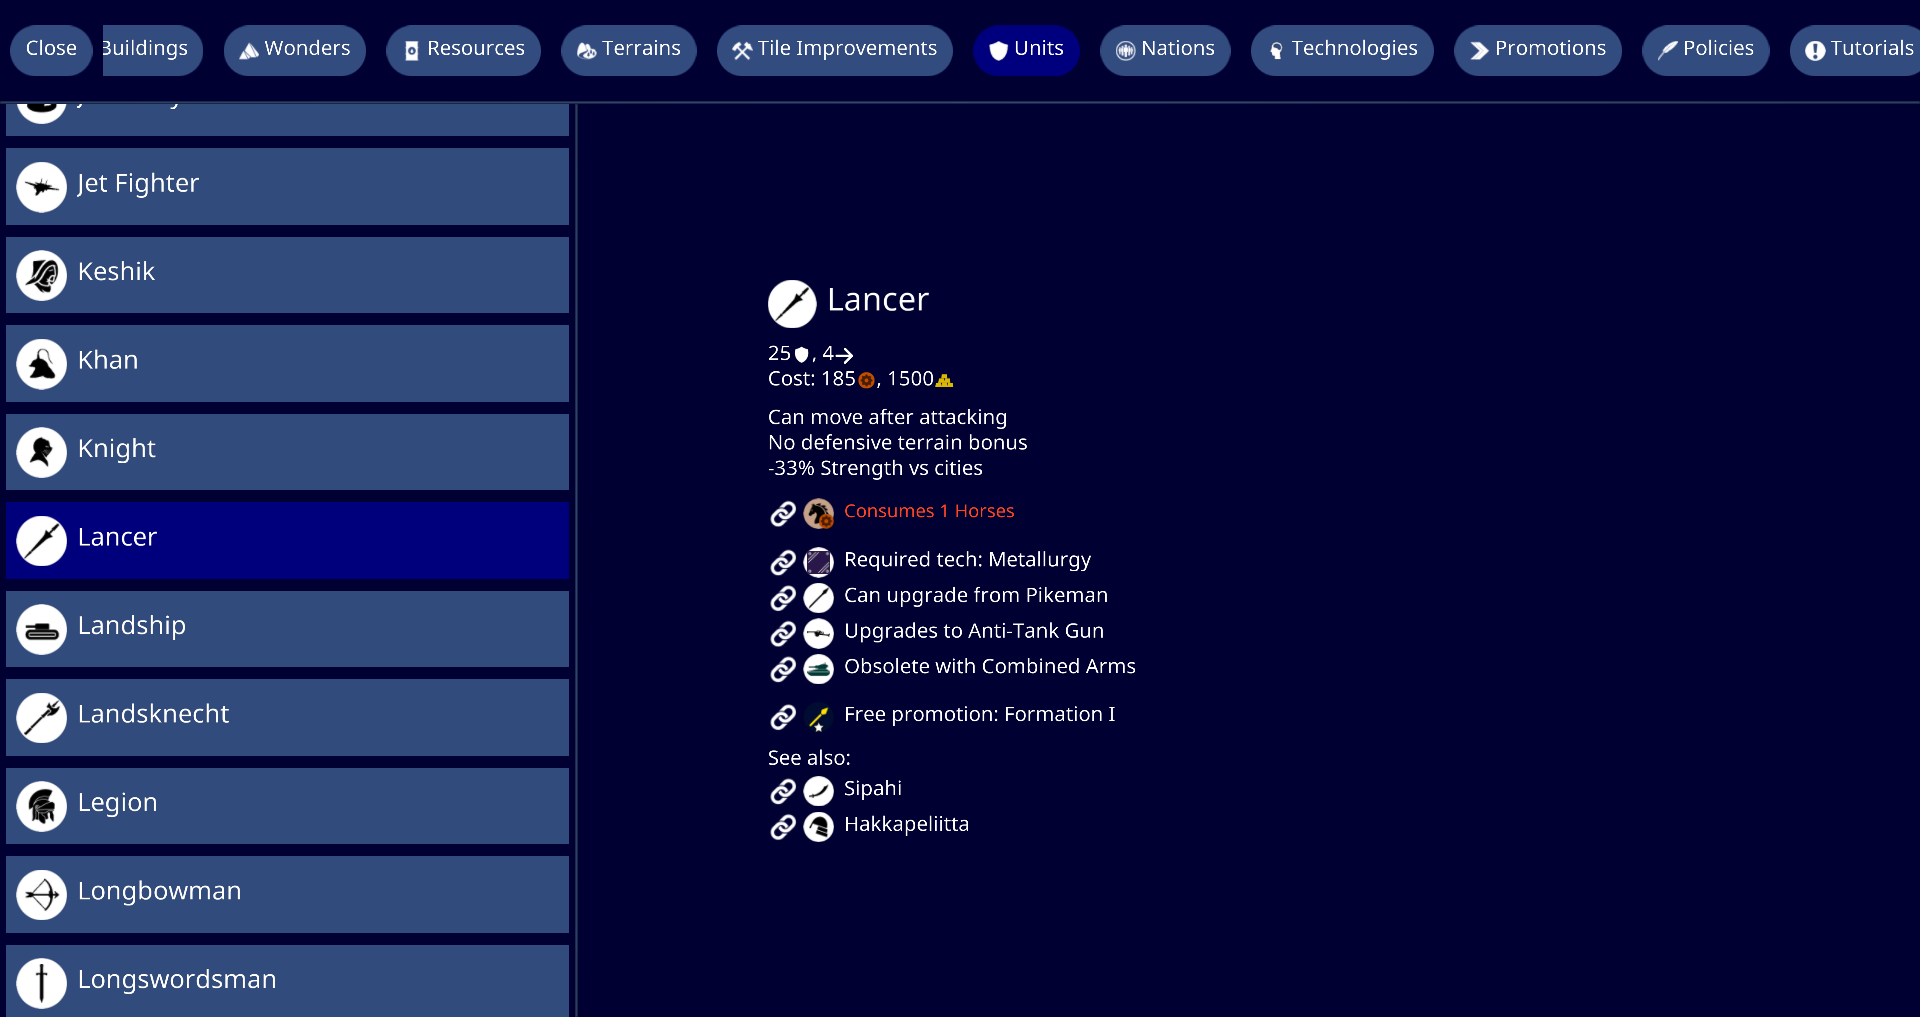 Close
Buildings
Wonders
Resources
Terrains
Tile Improvements
Units
Nations
Technologies
Promotions
Policies
Tutorials
Jet Fighter
Keshik
Khan
Knight
Lancer
Landship
Landsknecht
Legion
Longbowman
Longswordsman
Lancer
25, 4
Cost: 185, 1500
Can move after attacking
No defensive terrain bonus
-33% Strength vs cities
Consumes 1 Horses
Required tech: Metallurgy
Can upgrade from Pikeman
Upgrades to Anti-Tank Gun
Obsolete with Combined Arms
Free promotion: Formation I
See also:
Sipahi
Hakkapeliitta